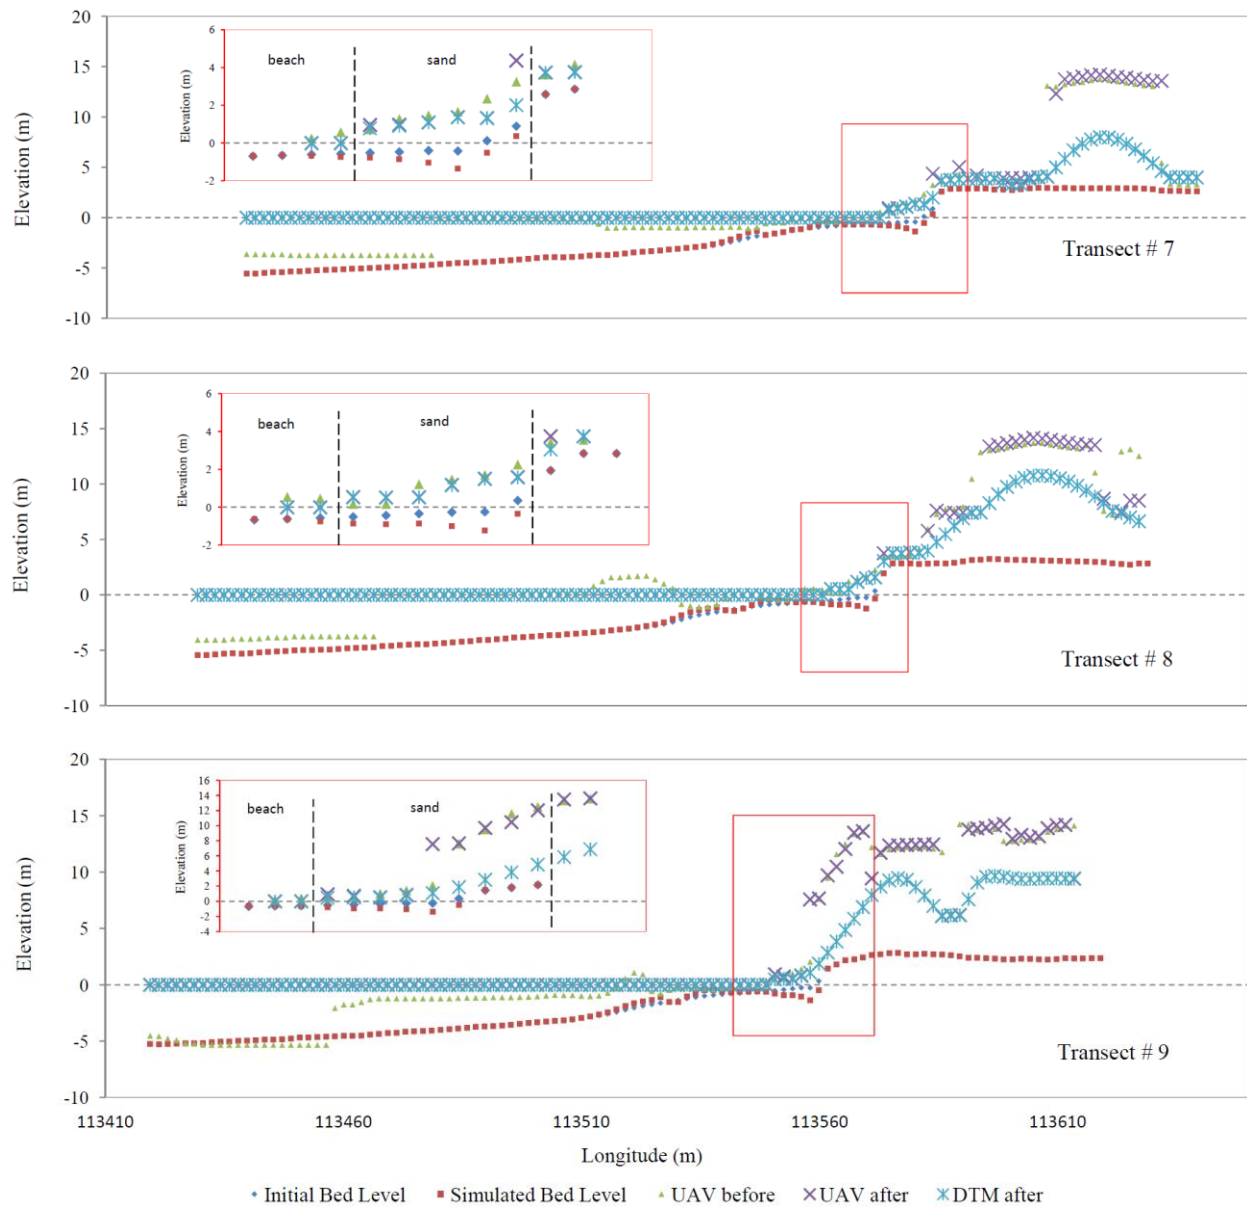 20
15
10
5
0
-5
-10
Elevation (m)
6
4
2
0
-2
Elevation (m)
beach
sand
Transect # 7
20
15
10
5
0
-5
-10
Elevation (m)
6
4
2
0
-2
Elevation (m)
beach
sand
Transect # 8
20
15
10
5
0
-5
-10
Elevation (m)
16
14
12
10
8
6
4
2
0
-2
-4
Elevation (m)
beach
sand
Transect # 9
113410 113460 113510 113560 113610
Longitude (m)
Initial Bed Level Simulated Bed Level UAV before UAV after DTM after